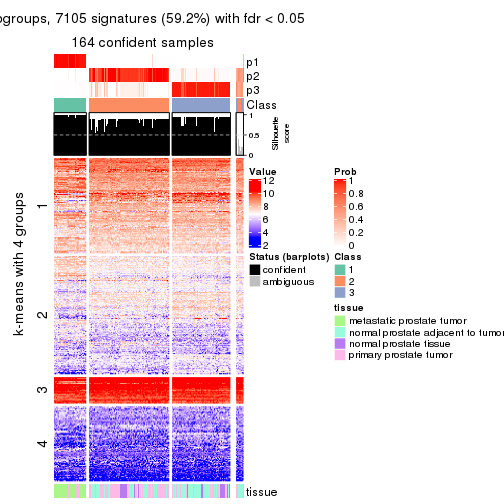 ogroups, 7105 signatures (59.2%) with fdr < 0.05
164 confident samples
p1
p2
p3
Class
1
0.5
0
Silhouette
score
k-means with 4 groups
1
2
3
4
tissue
Value
12
10
8
6
4
2
Prob
1
0.8
0.6
0.4
0.2
0
Status (barplots)
confident
ambiguous
Class
1
2
3
tissue
metastatic prostate tumor
normal prostate adjacent to tumor
normal prostate tissue
primary prostate tumor